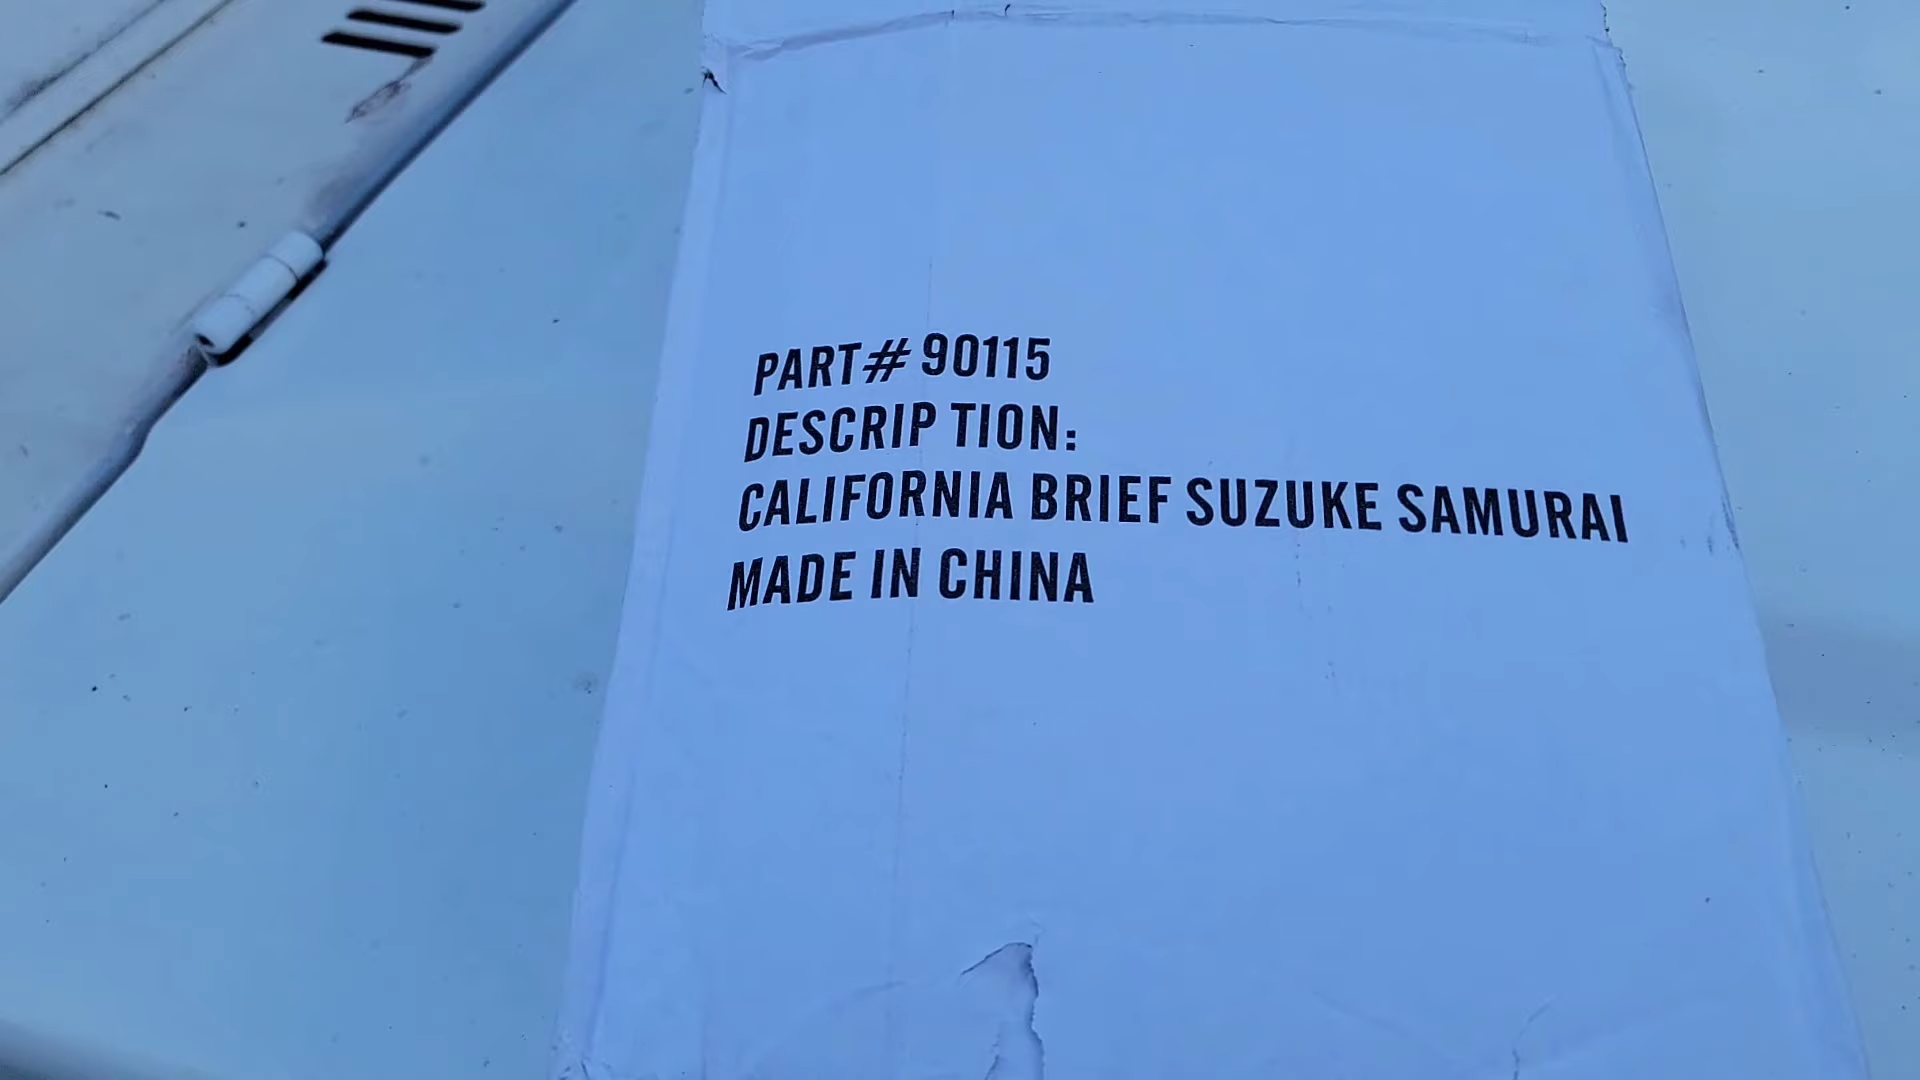 PART# 90115
DESCRIP TION:
CALIFORNIA BRIEF SUZUKE SAMURAI
MADE IN CHINA